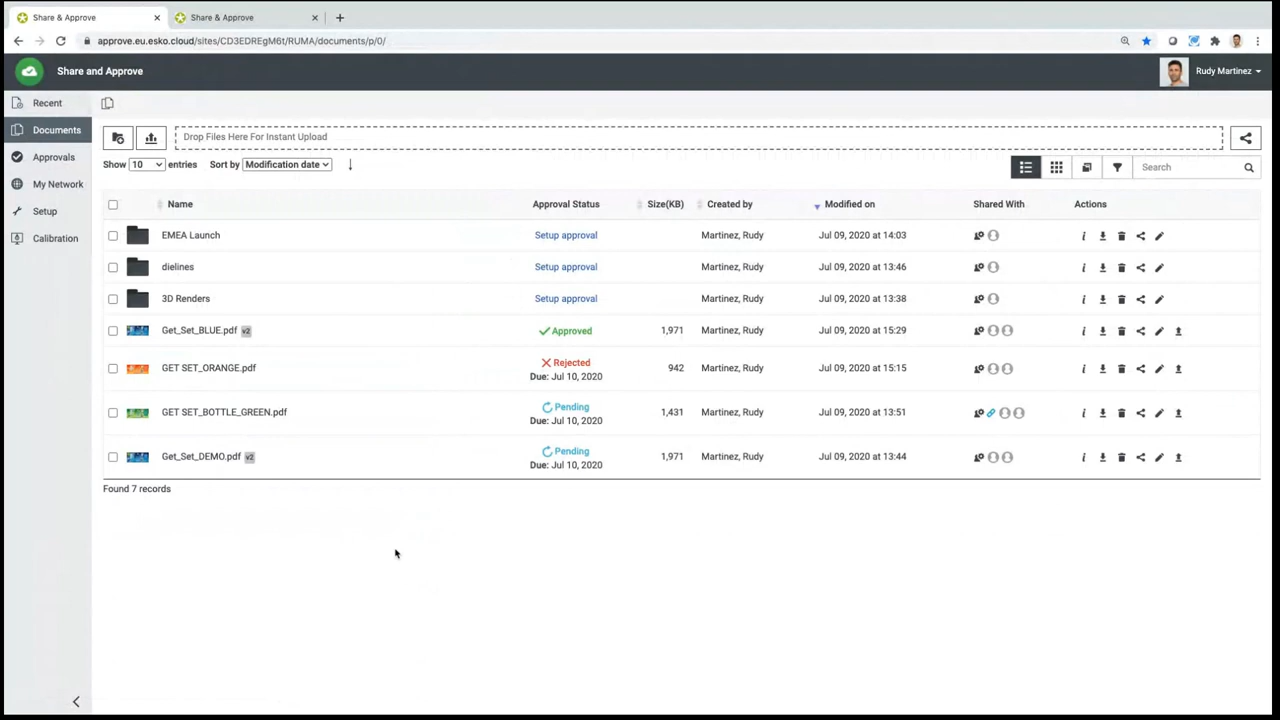 Share & Approve
Share & Approve
approve.eu.esko.cloud/sites/CD3EDREgM6t/RUMA/documents/p/0/
Share and Approve
Rudy Martinez
Recent
Documents
Approvals
My Network
Setup
Calibration
Drop Files Here For Instant Upload
Show 10 entries Sort by Modification date
Search
Name Approval Status Size(KB) Created by Modified on Shared With Actions
EMEA Launch Setup approval Martinez, Rudy Jul 09, 2020 at 14:03
dielines Setup approval Martinez, Rudy Jul 09, 2020 at 13:46
3D Renders Setup approval Martinez, Rudy Jul 09, 2020 at 13:38
Get_Set_BLUE.pdf v2 Approved 1,971 Martinez, Rudy Jul 09, 2020 at 15:29
GET SET_ORANGE.pdf Rejected Due: Jul 10, 2020 942 Martinez, Rudy Jul 09, 2020 at 15:15
GET SET_BOTTLE_GREEN.pdf Pending Due: Jul 10, 2020 1,431 Martinez, Rudy Jul 09, 2020 at 13:51
Get_Set_DEMO.pdf v2 Pending Due: Jul 10, 2020 1,971 Martinez, Rudy Jul 09, 2020 at 13:44
Found 7 records